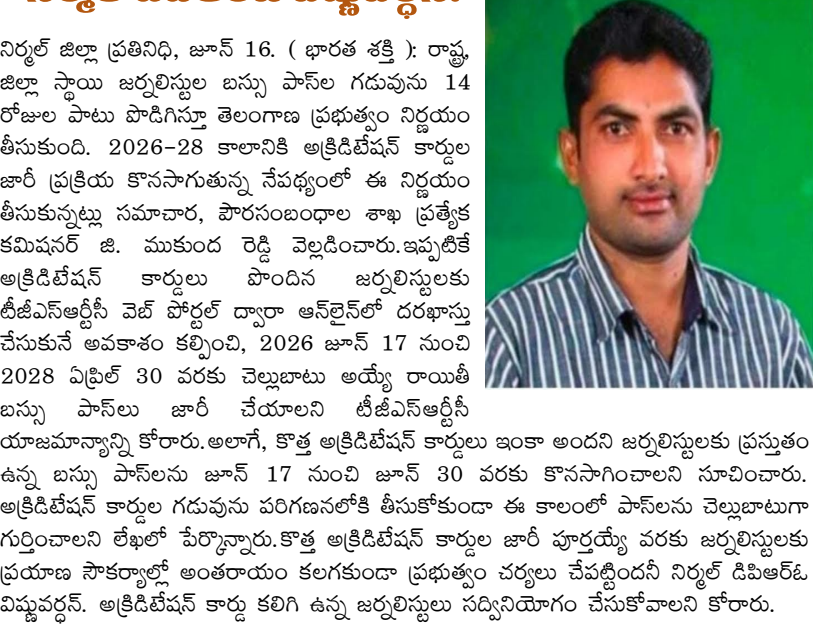 నిర్మల్ జిల్లా ప్రతినిధి, జూన్ 16. ( భారత శక్తి ): రాష్ట్ర,
జిల్లా స్థాయి జర్నలిస్టుల బస్సు పాస్‌ల గడువును 14
రోజుల పాటు పొడిగిస్తూ తెలంగాణ ప్రభుత్వం నిర్ణయం
తీసుకుంది. 2026-28 కాలానికి అక్రిడిటేషన్ కార్డుల
జారీ ప్రక్రియ కొనసాగుతున్న నేపథ్యంలో ఈ నిర్ణయం
తీసుకున్నట్లు సమాచార, పౌరసంబంధాల శాఖ ప్రత్యేక
కమిషనర్ జి. ముకుంద రెడ్డి వెల్లడించారు.ఇప్పటికే
అక్రిడిటేషన్ కార్డులు పొందిన జర్నలిస్టులకు
టీజీఎస్ఆర్టీసీ వెబ్ పోర్టల్ ద్వారా ఆన్‌లైన్‌లో దరఖాస్తు
చేసుకునే అవకాశం కల్పించి, 2026 జూన్ 17 నుంచి
2028 ఏప్రిల్ 30 వరకు చెల్లుబాటు అయ్యే రాయితీ
బస్సు పాస్‌లు జారీ చేయాలని టీజీఎస్ఆర్టీసీ
యాజమాన్యాన్ని కోరారు.అలాగే, కొత్త అక్రిడిటేషన్ కార్డులు ఇంకా అందని జర్నలిస్టులకు ప్రస్తుతం
ఉన్న బస్సు పాస్‌లను జూన్ 17 నుంచి జూన్ 30 వరకు కొనసాగించాలని సూచించారు.
అక్రిడిటేషన్ కార్డుల గడువును పరిగణనలోకి తీసుకోకుండా ఈ కాలంలో పాస్‌లను చెల్లుబాటుగా
గుర్తించాలని లేఖలో పేర్కొన్నారు.కొత్త అక్రిడిటేషన్ కార్డుల జారీ పూర్తయ్యే వరకు జర్నలిస్టులకు
ప్రయాణ సౌకర్యాల్లో అంతరాయం కలగకుండా ప్రభుత్వం చర్యలు చేపట్టిందనీ నిర్మల్ డిపిఆర్ఓ
విష్ణువర్ధన్. అక్రిడిటేషన్ కార్డు కలిగి ఉన్న జర్నలిస్టులు సద్వినియోగం చేసుకోవాలని కోరారు.